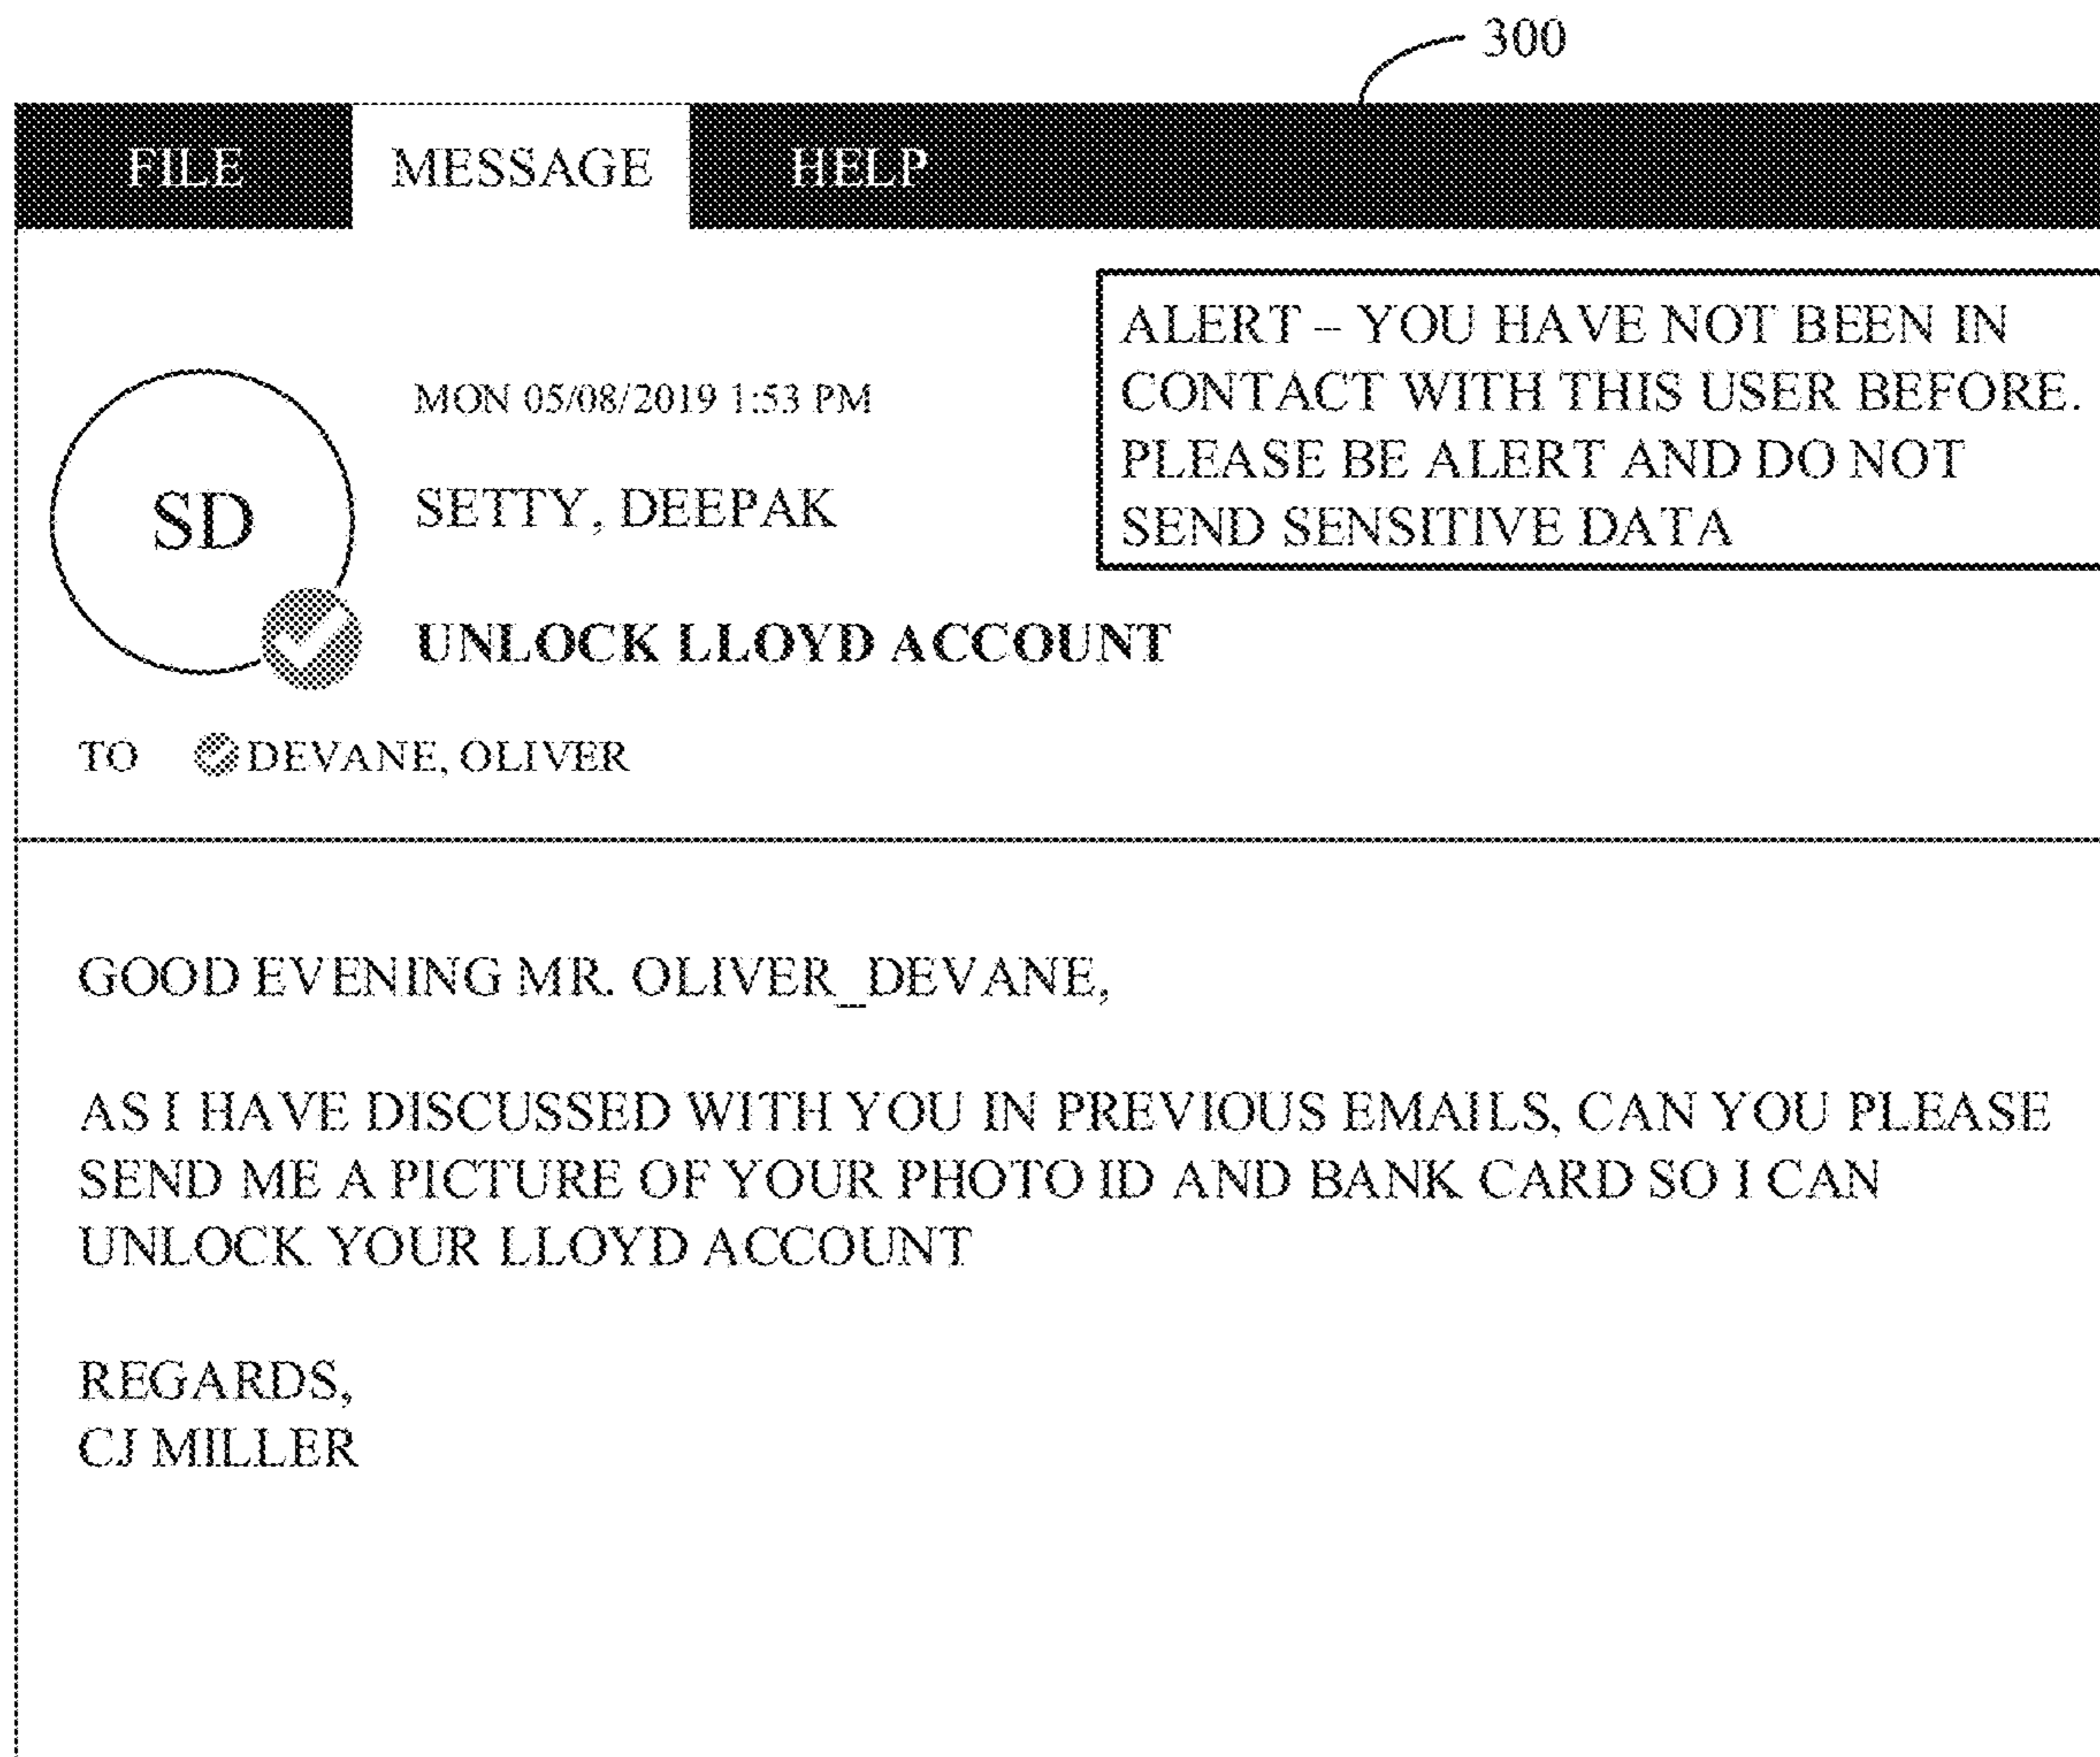 300
FILE MESSAGE HELP
ALERT – YOU HAVE NOT BEEN IN
CONTACT WITH THIS USER BEFORE.
PLEASE BE ALERT AND DO NOT
SEND SENSITIVE DATA
MON 05/08/2019 1:53 PM
SD
SETTY, DEEPAK
UNLOCK LLOYD ACCOUNT
TO DEVANE, OLIVER
GOOD EVENING MR. OLIVER_DEVANE,
AS I HAVE DISCUSSED WITH YOU IN PREVIOUS EMAILS, CAN YOU PLEASE
SEND ME A PICTURE OF YOUR PHOTO ID AND BANK CARD SO I CAN
UNLOCK YOUR LLOYD ACCOUNT
REGARDS,
CJ MILLER